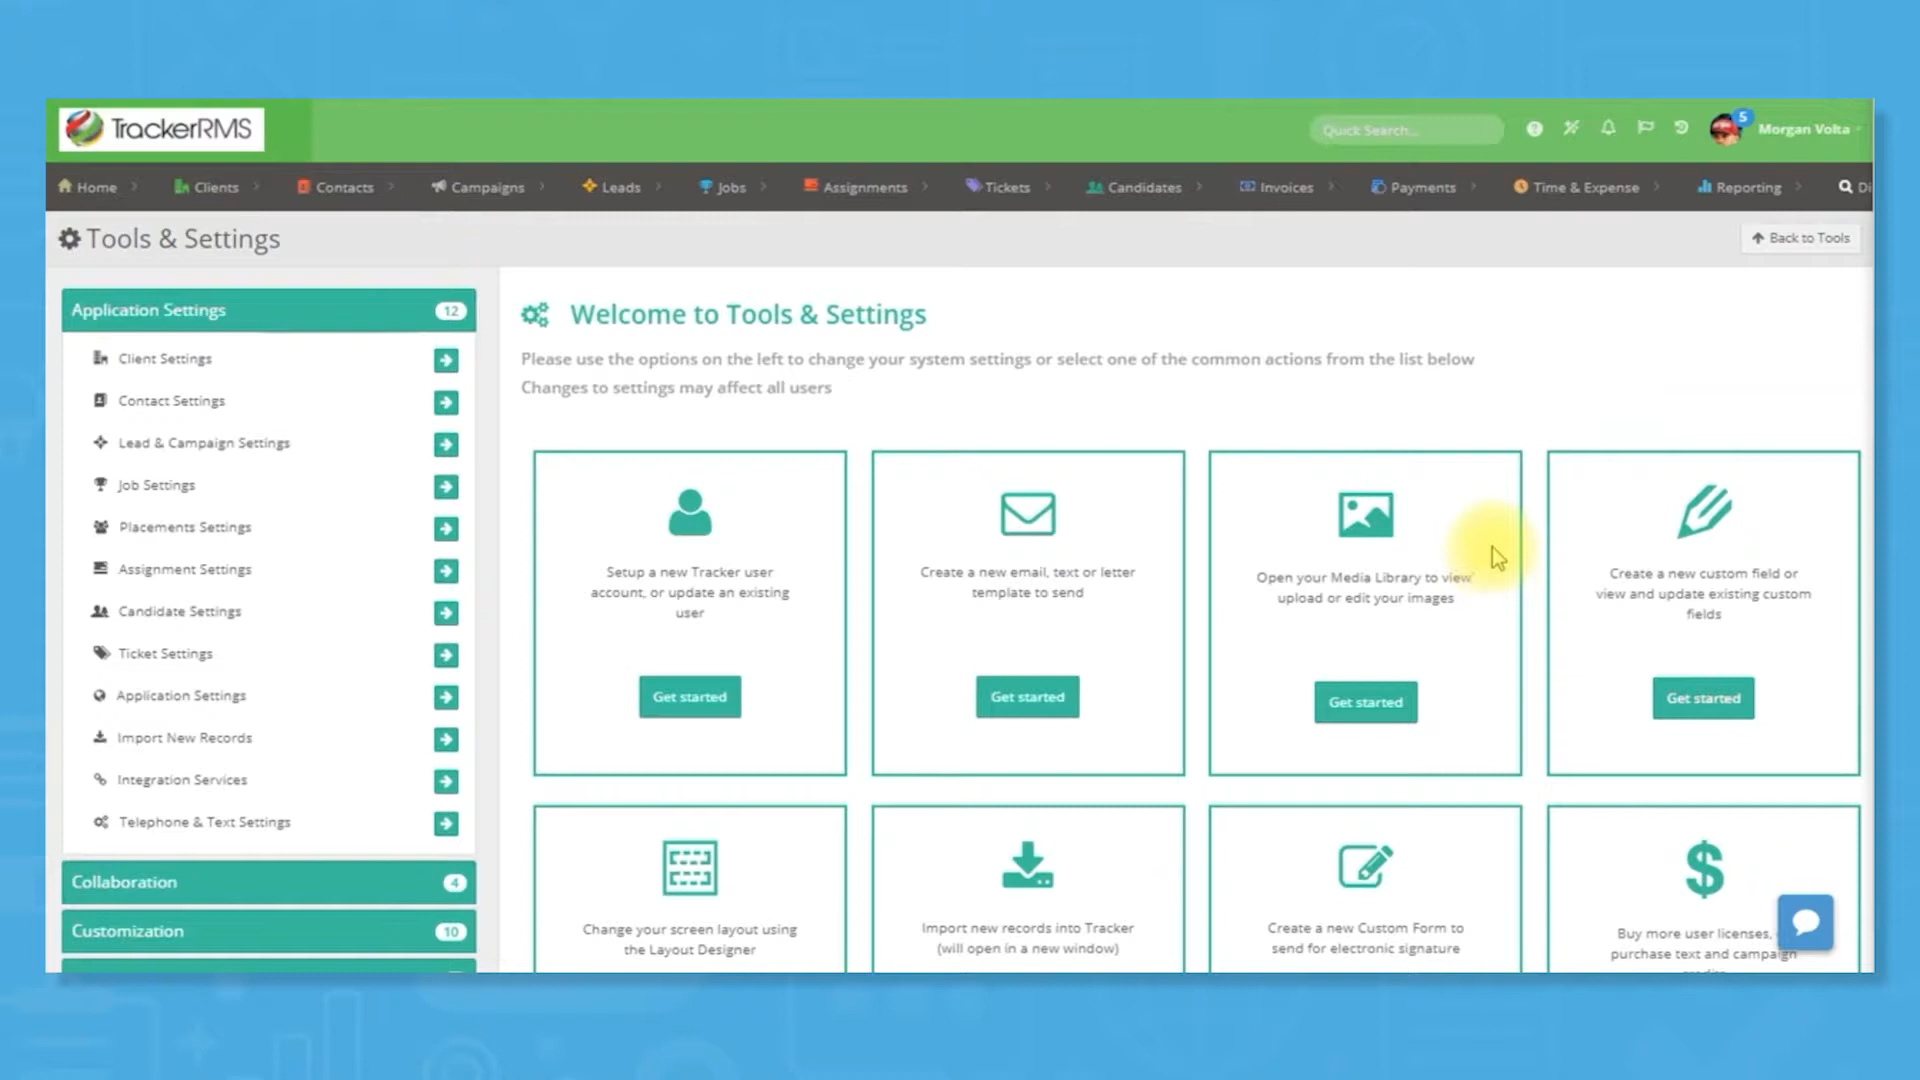 TrackerRMS
Quick Search...
5
Morgan Volta
Home
Clients
Contacts
Campaigns
Leads
Jobs
Assignments
Tickets
Candidates
Invoices
Payments
Time & Expense
Reporting
Di
Tools & Settings
Back to Tools
Application Settings 12
Client Settings
Contact Settings
Lead & Campaign Settings
Job Settings
Placements Settings
Assignment Settings
Candidate Settings
Ticket Settings
Application Settings
Import New Records
Integration Services
Telephone & Text Settings
Collaboration 4
Customization 10
Welcome to Tools & Settings
Please use the options on the left to change your system settings or select one of the common actions from the list below
Changes to settings may affect all users
Setup a new Tracker user
account, or update an existing
user
Get started
Create a new email, text or letter
template to send
Get started
Open your Media Library to view
upload or edit your images
Get started
Create a new custom field or
view and update existing custom
fields
Get started
Change your screen layout using
the Layout Designer
Import new records into Tracker
(will open in a new window)
Create a new Custom Form to
send for electronic signature
Buy more user licenses,
purchase text and campaign